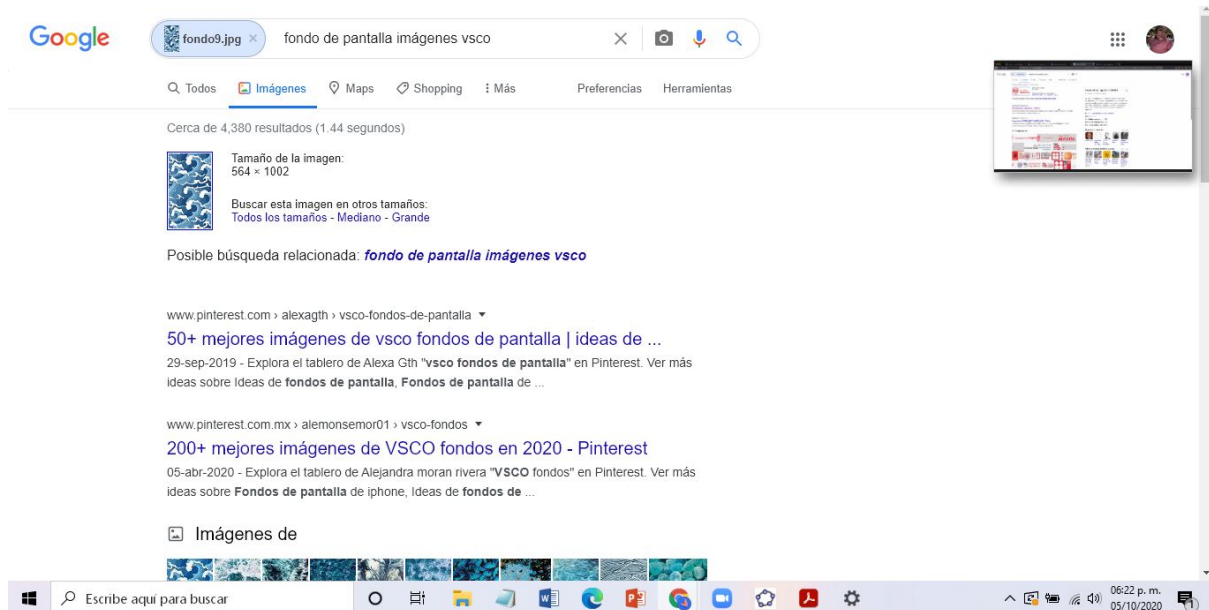 Google
fondo9.jpg × fondo de pantalla imágenes vsco
Todos Imágenes Maps Shopping Más Preferencias Herramientas
Cerca de 4,380 resultados (1.44 segundos)
Tamaño de la imagen:
564 × 1002
Buscar esta imagen en otros tamaños:
Todos los tamaños - Mediano - Grande
Posible búsqueda relacionada: fondo de pantalla imágenes vsco
www.pinterest.com › alexagth › vsco-fondos-de-pantalla
50+ mejores imágenes de vsco fondos de pantalla | ideas de ...
29-sep-2019 - Explora el tablero de Alexa Gth "vsco fondos de pantalla" en Pinterest. Ver más
ideas sobre Ideas de fondos de pantalla, Fondos de pantalla de ...
www.pinterest.com.mx › alemonsemor01 › vsco-fondos
200+ mejores imágenes de VSCO fondos en 2020 - Pinterest
05-abr-2020 - Explora el tablero de Alejandra moran rivera "VSCO fondos" en Pinterest. Ver más
ideas sobre Fondos de pantalla de iphone, Ideas de fondos de ...
Imágenes de
Escribe aquí para buscar
06:22 p. m.
05/10/2020